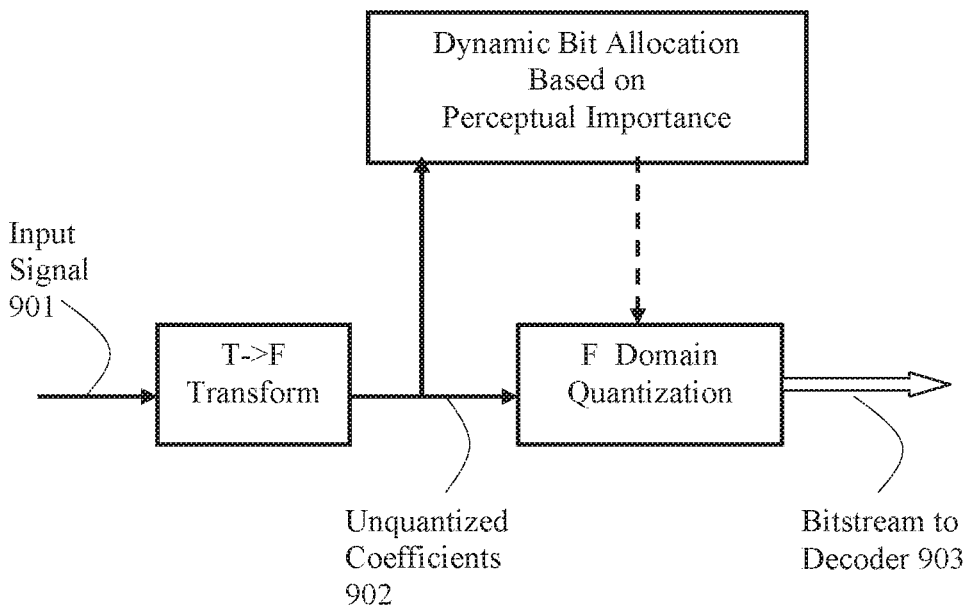 Dynamic Bit Allocation
Based on
Perceptual Importance
Input
Signal
901
T->F
Transform
F Domain
Quantization
Unquantized
Coefficients
902
Bitstream to
Decoder 903